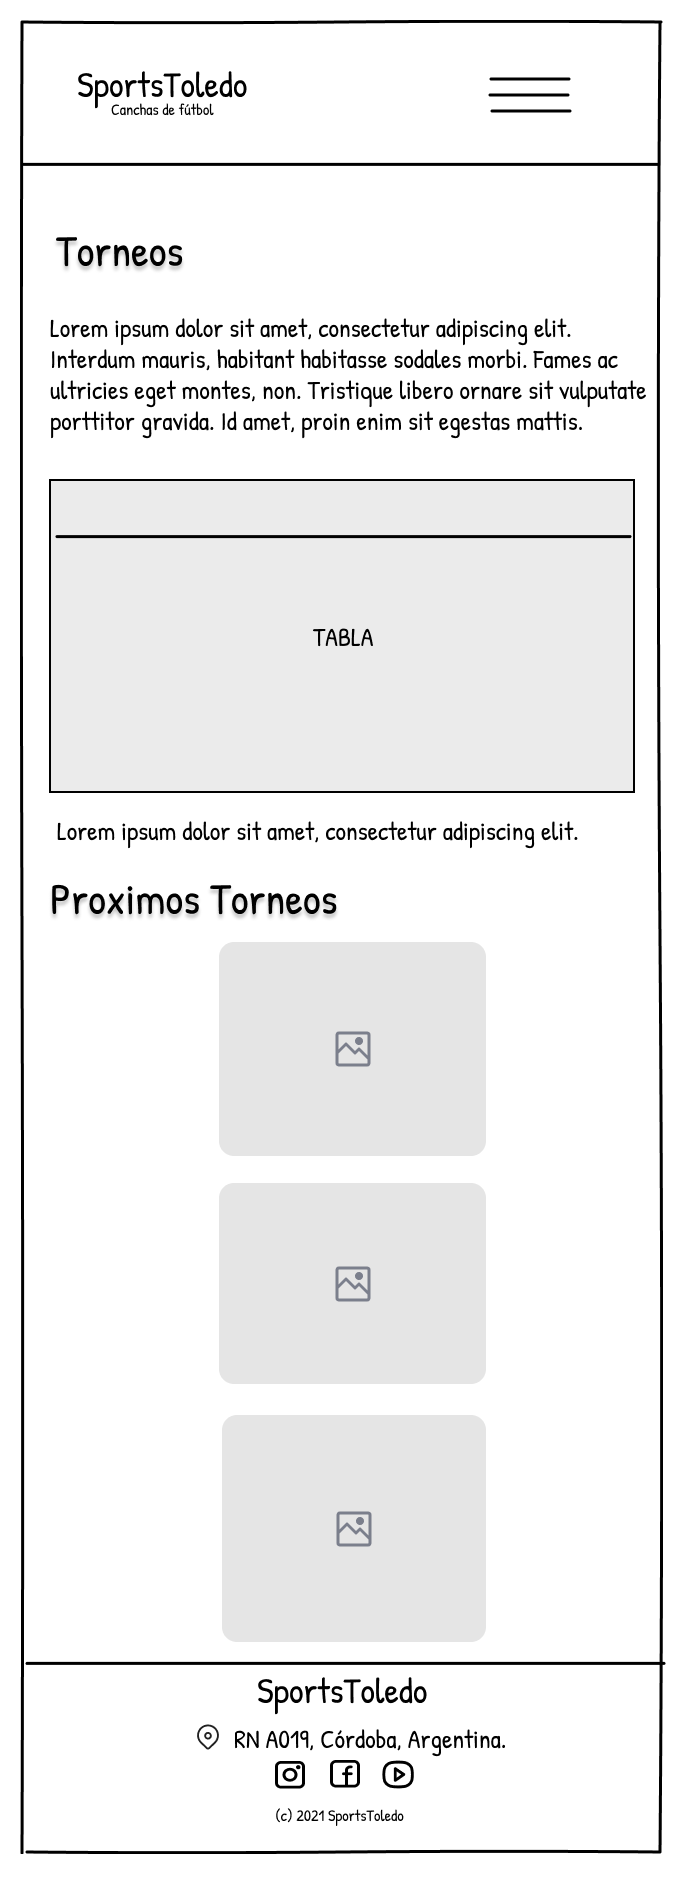 SportsToledo
Canchas de fútbol
Torneos
Lorem ipsum dolor sit amet, consectetur adipiscing elit.
Interdum mauris, habitant habitasse sodales morbi. Fames ac
ultricies eget montes, non. Tristique libero ornare sit vulputate
porttitor gravida. Id amet, proin enim sit egestas mattis.
TABLA
Lorem ipsum dolor sit amet, consectetur adipiscing elit.
Proximos Torneos
SportsToledo
RN A019, Córdoba, Argentina.
(c) 2021 SportsToledo